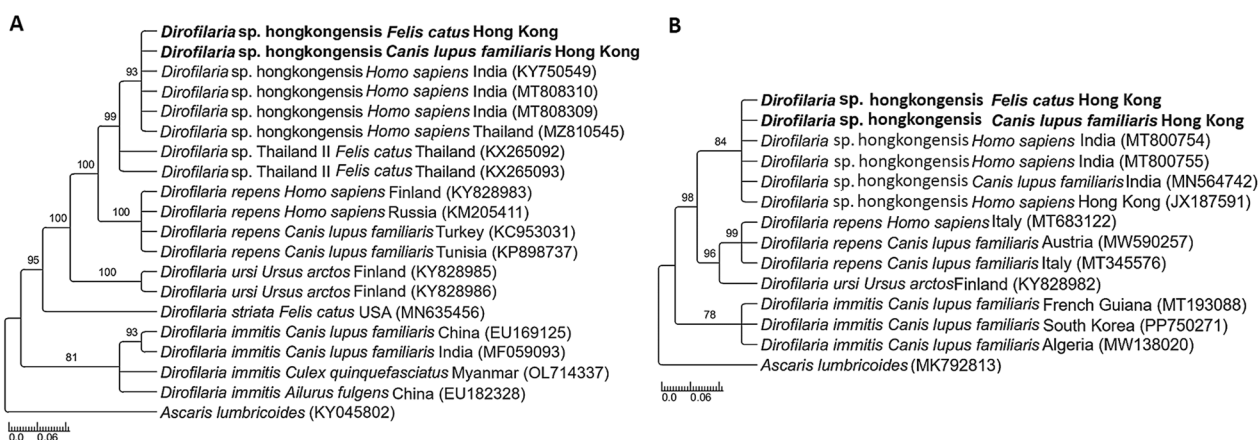 A
Dirofilaria sp. hongkongensis Felis catus Hong Kong
Dirofilaria sp. hongkongensis Canis lupus familiaris Hong Kong
Dirofilaria sp. hongkongensis Homo sapiens India (KY750549)
93
Dirofilaria sp. hongkongensis Homo sapiens India (MT808310)
Dirofilaria sp. hongkongensis Homo sapiens India (MT808309)
99
Dirofilaria sp. hongkongensis Homo sapiens Thailand (MZ810545)
Dirofilaria sp. Thailand II Felis catus Thailand (KX265092)
100
Dirofilaria sp. Thailand II Felis catus Thailand (KX265093)
Dirofilaria repens Homo sapiens Finland (KY828983)
100
100
Dirofilaria repens Homo sapiens Russia (KM205411)
Dirofilaria repens Canis lupus familiaris Turkey (KC953031)
Dirofilaria repens Canis lupus familiaris Tunisia (KP898737)
95
100
Dirofilaria ursi Ursus arctos Finland (KY828985)
Dirofilaria ursi Ursus arctos Finland (KY828986)
Dirofilaria striata Felis catus USA (MN635456)
93
Dirofilaria immitis Canis lupus familiaris China (EU169125)
Dirofilaria immitis Canis lupus familiaris India (MF059093)
81
Dirofilaria immitis Culex quinquefasciatus Myanmar (OL714337)
Dirofilaria immitis Ailurus fulgens China (EU182328)
Ascaris lumbricoides (KY045802)
0.0 0.06
B
Dirofilaria sp. hongkongensis Felis catus Hong Kong
Dirofilaria sp. hongkongensis Canis lupus familiaris Hong Kong
84
Dirofilaria sp. hongkongensis Homo sapiens India (MT800754)
Dirofilaria sp. hongkongensis Homo sapiens India (MT800755)
Dirofilaria sp. hongkongensis Canis lupus familiaris India (MN564742)
98
Dirofilaria sp. hongkongensis Homo sapiens Hong Kong (JX187591)
Dirofilaria repens Homo sapiens Italy (MT683122)
99
Dirofilaria repens Canis lupus familiaris Austria (MW590257)
96
Dirofilaria repens Canis lupus familiaris Italy (MT345576)
Dirofilaria ursi Ursus arctos Finland (KY828982)
Dirofilaria immitis Canis lupus familiaris French Guiana (MT193088)
78
Dirofilaria immitis Canis lupus familiaris South Korea (PP750271)
Dirofilaria immitis Canis lupus familiaris Algeria (MW138020)
Ascaris lumbricoides (MK792813)
0.0 0.06